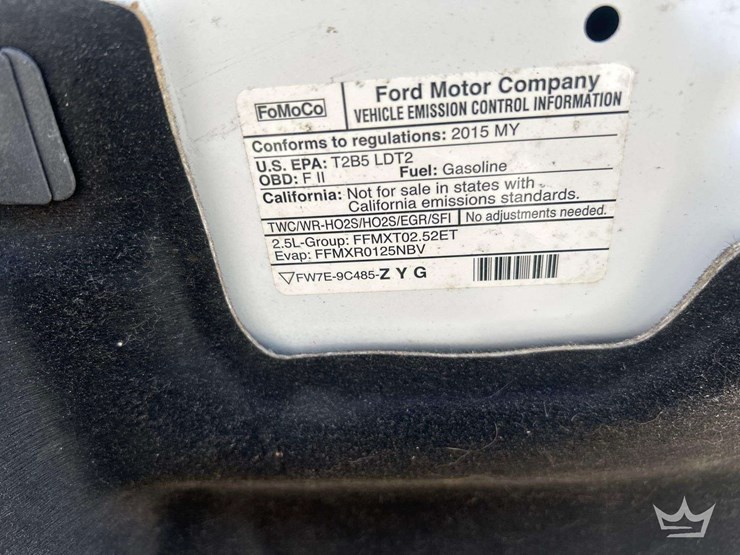 FoMoCo
Ford Motor Company
VEHICLE EMISSION CONTROL INFORMATION
Conforms to regulations: 2015 MY
U.S. EPA: T2B5 LDT2
OBD: F II Fuel: Gasoline
California: Not for sale in states with
California emissions standards.
TWC/WR-HO2S/HO2S/EGR/SFI No adjustments needed.
2.5L-Group: FFMXT02.52ET
Evap: FFMXR0125NBV
FW7E-9C485-Z Y G